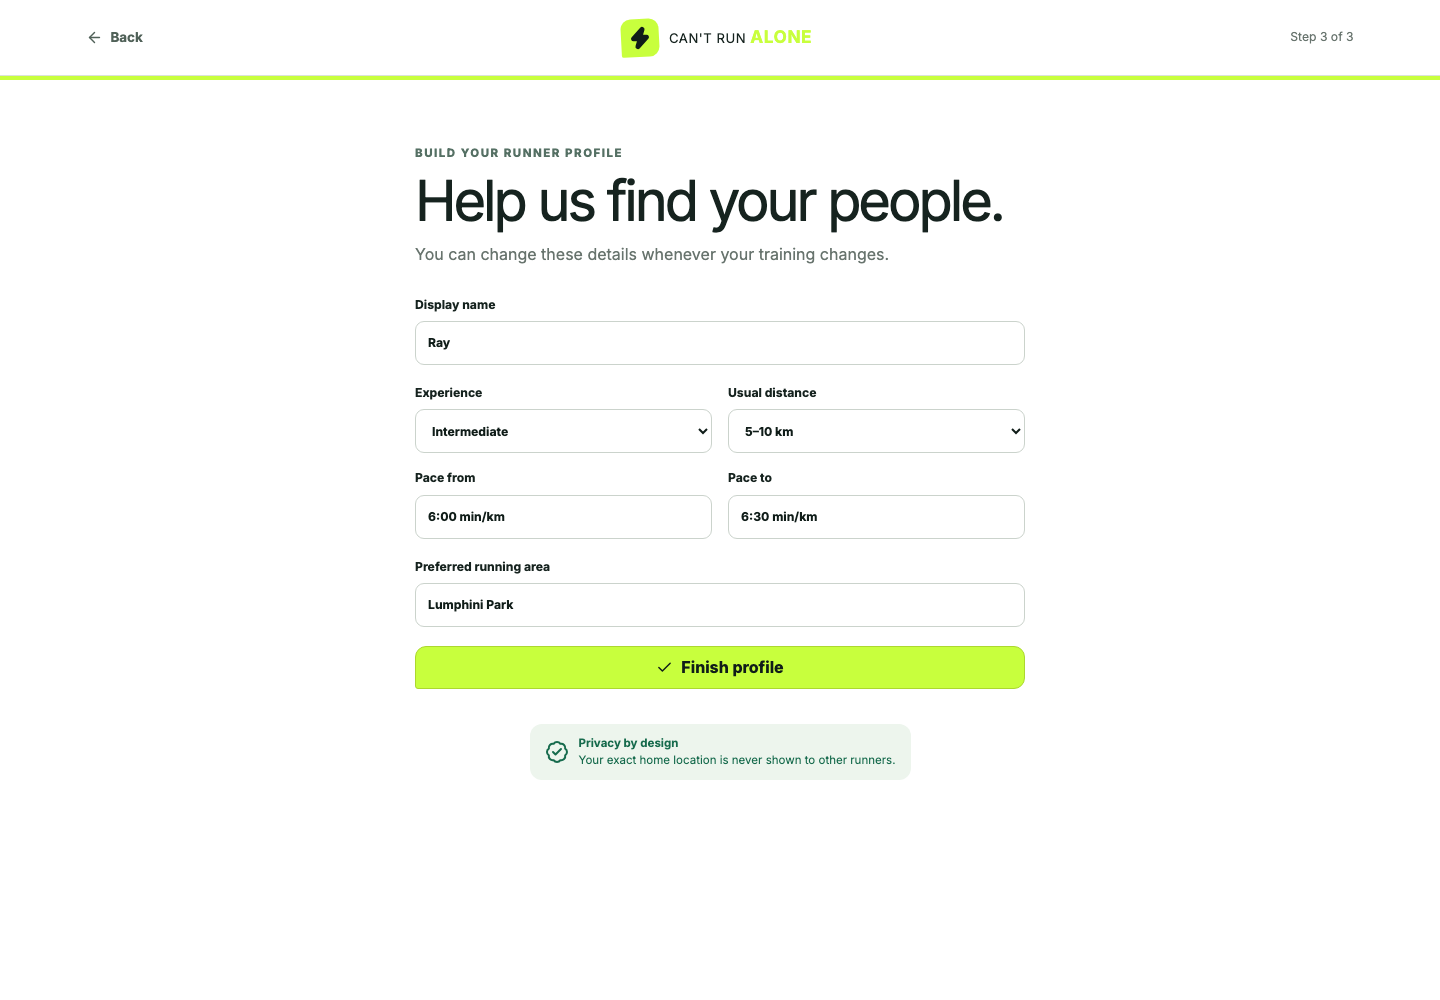 Back
CAN'T RUN ALONE
Step 3 of 3
BUILD YOUR RUNNER PROFILE
Help us find your people.
You can change these details whenever your training changes.
Display name
Ray
Experience
Usual distance
Intermediate
5–10 km
Pace from
Pace to
6:00 min/km
6:30 min/km
Preferred running area
Lumphini Park
Finish profile
Privacy by design
Your exact home location is never shown to other runners.